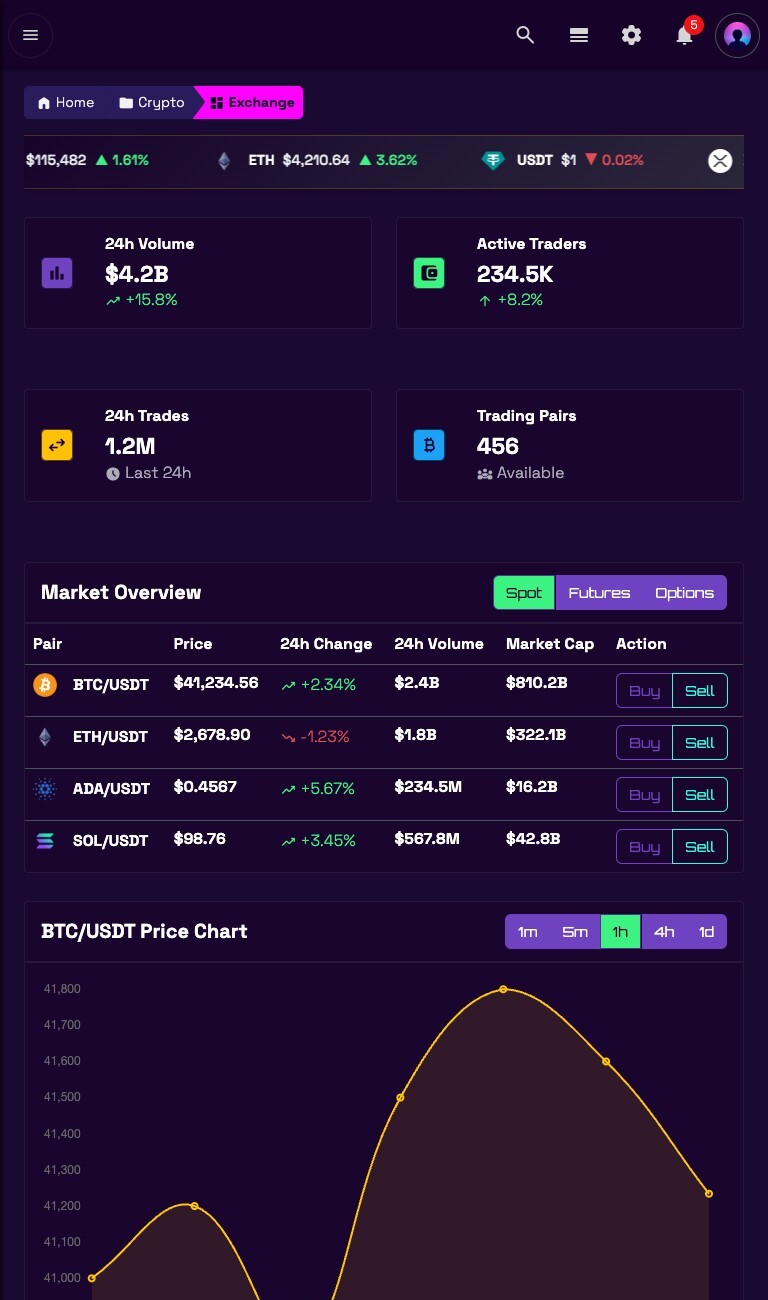 5
Home Crypto Exchange
$115,482 1.61% ETH $4,210.64 3.62% USDT $1 0.02%
24h Volume
$4.2B
+15.8%
Active Traders
234.5K
+8.2%
24h Trades
1.2M
Last 24h
Trading Pairs
456
Available
Market Overview Spot Futures Options
Pair Price 24h Change 24h Volume Market Cap Action
BTC/USDT $41,234.56 +2.34% $2.4B $810.2B Buy Sell
ETH/USDT $2,678.90 -1.23% $1.8B $322.1B Buy Sell
ADA/USDT $0.4567 +5.67% $234.5M $16.2B Buy Sell
SOL/USDT $98.76 +3.45% $567.8M $42.8B Buy Sell
BTC/USDT Price Chart 1m 5m 1h 4h 1d
41,800
41,700
41,600
41,500
41,400
41,300
41,200
41,100
41,000